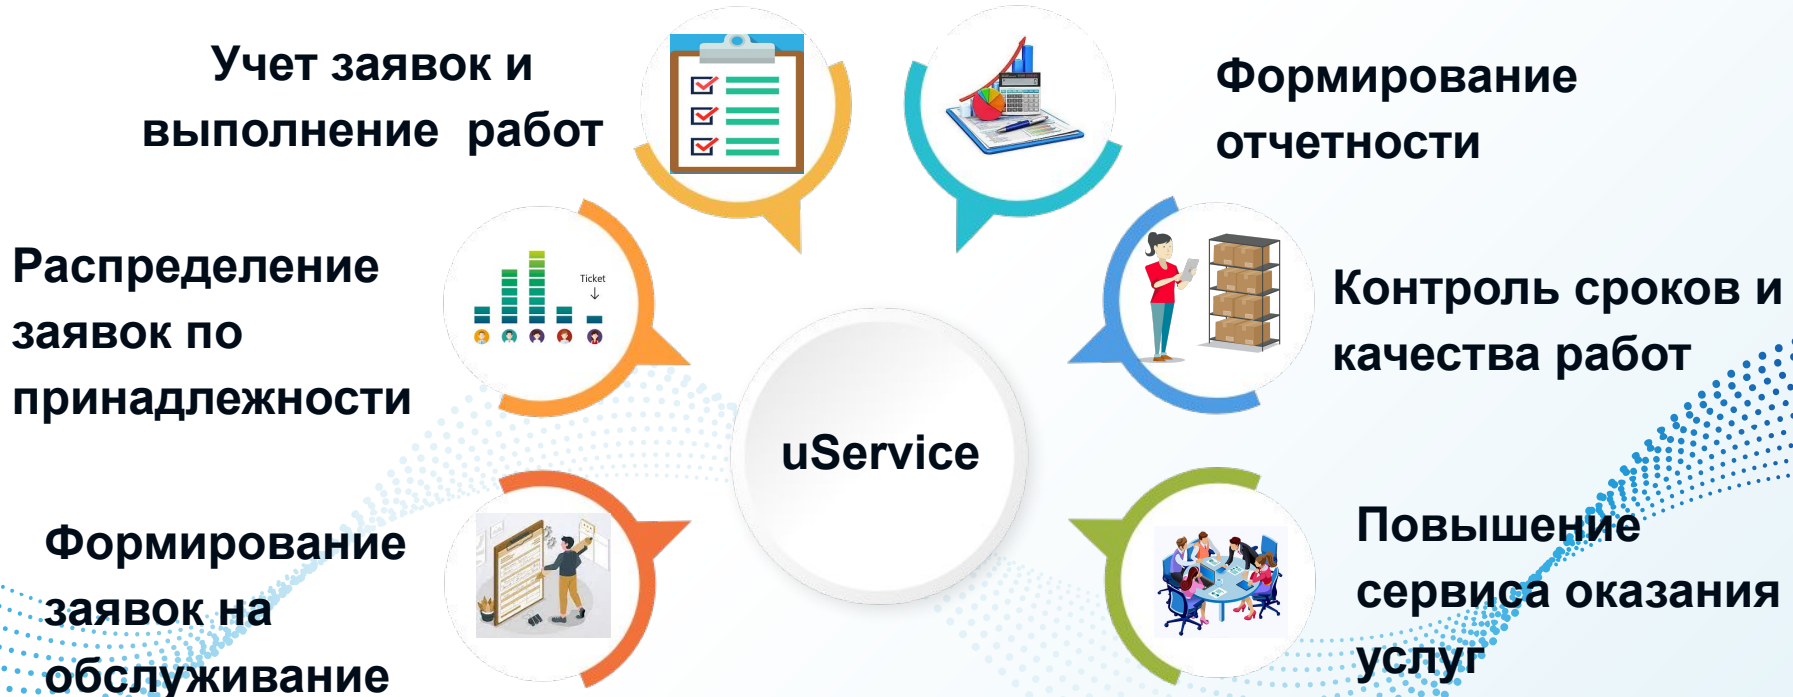 Учет заявок и
выполнение работ
Формирование
отчетности
Распределение
заявок по
принадлежности
Ticket
Контроль сроков и
качества работ
uService
Формирование
заявок на
обслуживание
Повышение
сервиса оказания
услуг